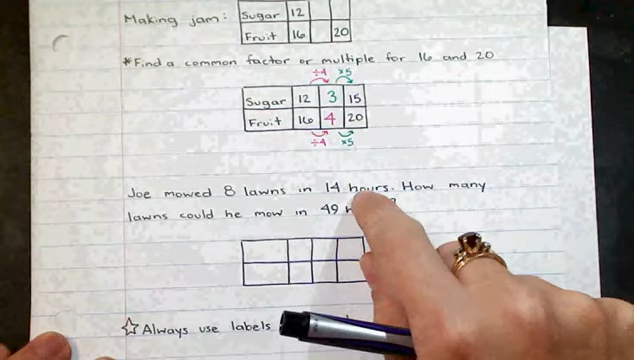 Making jam:
Sugar 12
Fruit 16 20
*Find a common factor or multiple for 16 and 20
÷4 ×5
Sugar 12 3 15
Fruit 16 4 20
÷4 ×5
Joe mowed 8 lawns in 14 hours. How many
lawns could he mow in 49
☆Always use labels